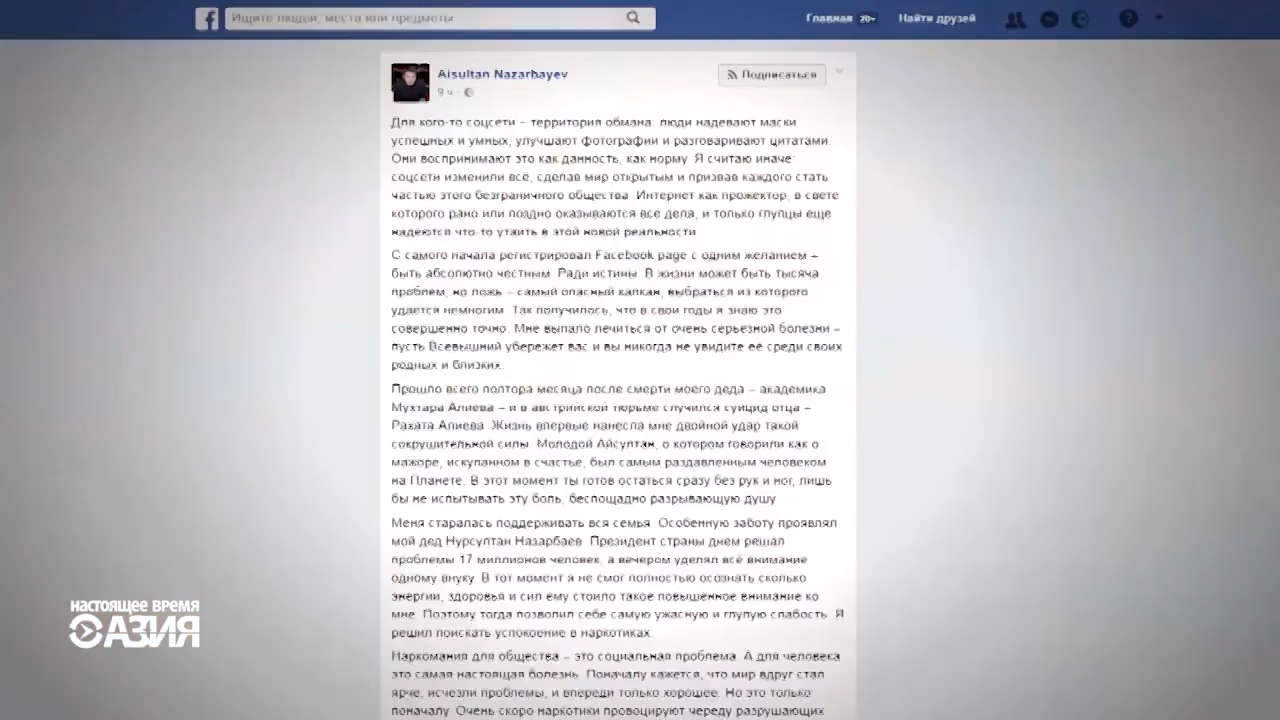 Ищите людей, места или предметы
Главная 20+ Найти друзей
Aisultan Nazarbayev
Подписаться
9 ч
Для кого-то соцсети – территория обмана: люди надевают маски
успешных и умных, улучшают фотографии и разговаривают цитатами.
Они воспринимают это как данность, как норму. Я считаю иначе:
соцсети изменили всё, сделав мир открытым и призвав каждого стать
частью этого безграничного общества. Интернет как прожектор, в свете
которого рано или поздно оказываются все дела, и только глупцы еще
надеются что-то утаить в этой новой реальности.
С самого начала регистрировал Facebook page с одним желанием –
быть абсолютно честным. Ради истины. В жизни может быть тысяча
проблем, но ложь – самый опасный капкан, выбраться из которого
удается немногим. Так получилось, что в свои годы я знаю это
совершенно точно. Мне выпало лечиться от очень серьезной болезни –
пусть Всевышний убережет вас и вы никогда не увидите её среди своих
родных и близких.
Прошло всего полтора месяца после смерти моего деда – академика
Мухтара Алиева – и в австрийской тюрьме случился суицид отца –
Рахата Алиева. Жизнь впервые нанесла мне двойной удар такой
сокрушительной силы. Молодой Айсултан, о котором говорили как о
мажоре, искупанном в счастье, был самым раздавленным человеком
на Планете. В этот момент ты готов остаться сразу без рук и ног, лишь
бы не испытывать эту боль, беспощадно разрывающую душу.
Меня старалась поддерживать вся семья. Особенную заботу проявлял
мой дед Нурсултан Назарбаев. Президент страны днем решал
проблемы 17 миллионов человек, а вечером уделял всё внимание
одному внуку. В тот момент я не смог полностью осознать сколько
энергии, здоровья и сил ему стоило такое повышенное внимание ко
мне. Поэтому тогда позволил себе самую ужасную и глупую слабость. Я
решил поискать успокоение в наркотиках.
Наркомания для общества – это социальная проблема. А для человека
это самая настоящая болезнь. Поначалу кажется, что мир вдруг стал
ярче, исчезли проблемы, и впереди только хорошее. Но это только
поначалу. Очень скоро наркотики провоцируют череду разрушающих
НАСТОЯЩЕЕ ВРЕМЯ
АЗИЯ